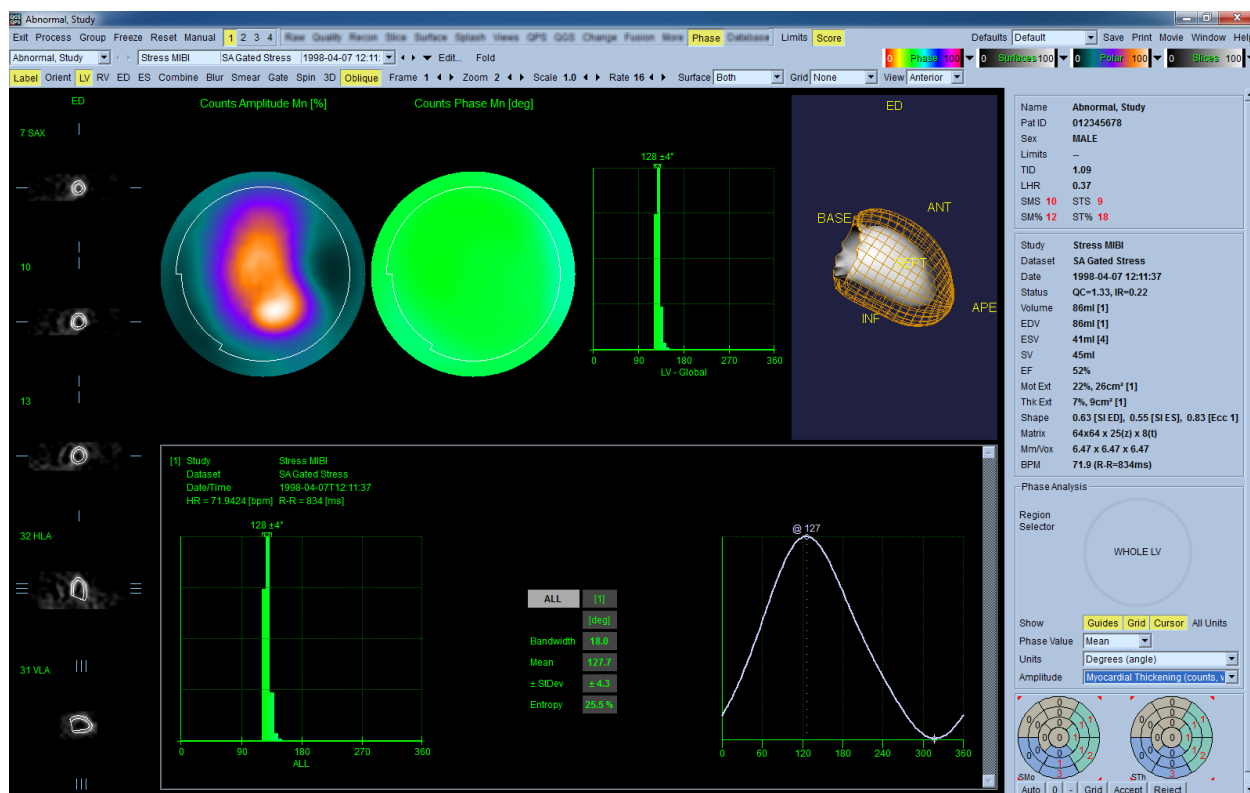 QGS QPS Abnormal, Study
Exit Process Group Freeze Reset Manual 1 2 3 4 Raw Quality Recon Slice Surface Splash Views QPS QGS Change Fusion More Phase Database Limits Score Defaults Default Save Print Movie Window Help
Abnormal, Study Stress MIBI SA Gated Stress 1998-04-07 12:11: Edit... Fold 0 Phase 100 0 Surfaces 100 0 Polar 100 0 Slices 100
Label Orient LV RV ED ES Combine Blur Smear Gate Spin 3D Oblique Frame 1 Zoom 2 Scale 1.0 Rate 16 Surface Both Grid None View Anterior
ED
7 SAX
10
13
32 HLA
31 VLA
Counts Amplitude Mn [%]
Counts Phase Mn [deg]
128 ±4°
0 90 180 270 360
LV - Global
ED
BASE
ANT
SEPT
INF
APE
[1] Study Stress MIBI
Dataset SA Gated Stress
Date/Time 1998-04-07T12:11:37
HR = 71.9424 [bpm] R-R = 834 [ms]
128 ±4°
0 90 180 270 360
ALL
ALL [1]
[deg]
Bandwidth 18.0
Mean 127.7
± StDev ± 4.3
Entropy 25.5 %
@ 127
0 60 120 180 240 300 360
Name Abnormal, Study
Pat ID 012345678
Sex MALE
Limits --
TID 1.09
LHR 0.37
SMS 10 STS 9
SM% 12 ST% 18
Study Stress MIBI
Dataset SA Gated Stress
Date 1998-04-07 12:11:37
Status QC=1.33, IR=0.22
Volume 86ml [1]
EDV 86ml [1]
ESV 41ml [4]
SV 45ml
EF 52%
Mot Ext 22%, 26cm² [1]
Thk Ext 7%, 9cm² [1]
Shape 0.63 [SI ED], 0.55 [SI ES], 0.83 [Ecc 1]
Matrix 64x64 x 25(z) x 8(t)
Mm/Vox 6.47 x 6.47 x 6.47
BPM 71.9 (R-R=834ms)
Phase Analysis
Region
Selector
WHOLE LV
Show Guides Grid Cursor All Units
Phase Value Mean
Units Degrees (angle)
Amplitude Myocardial Thickening (counts, v
SMo
STh
Auto 0 - Grid Accept Reject